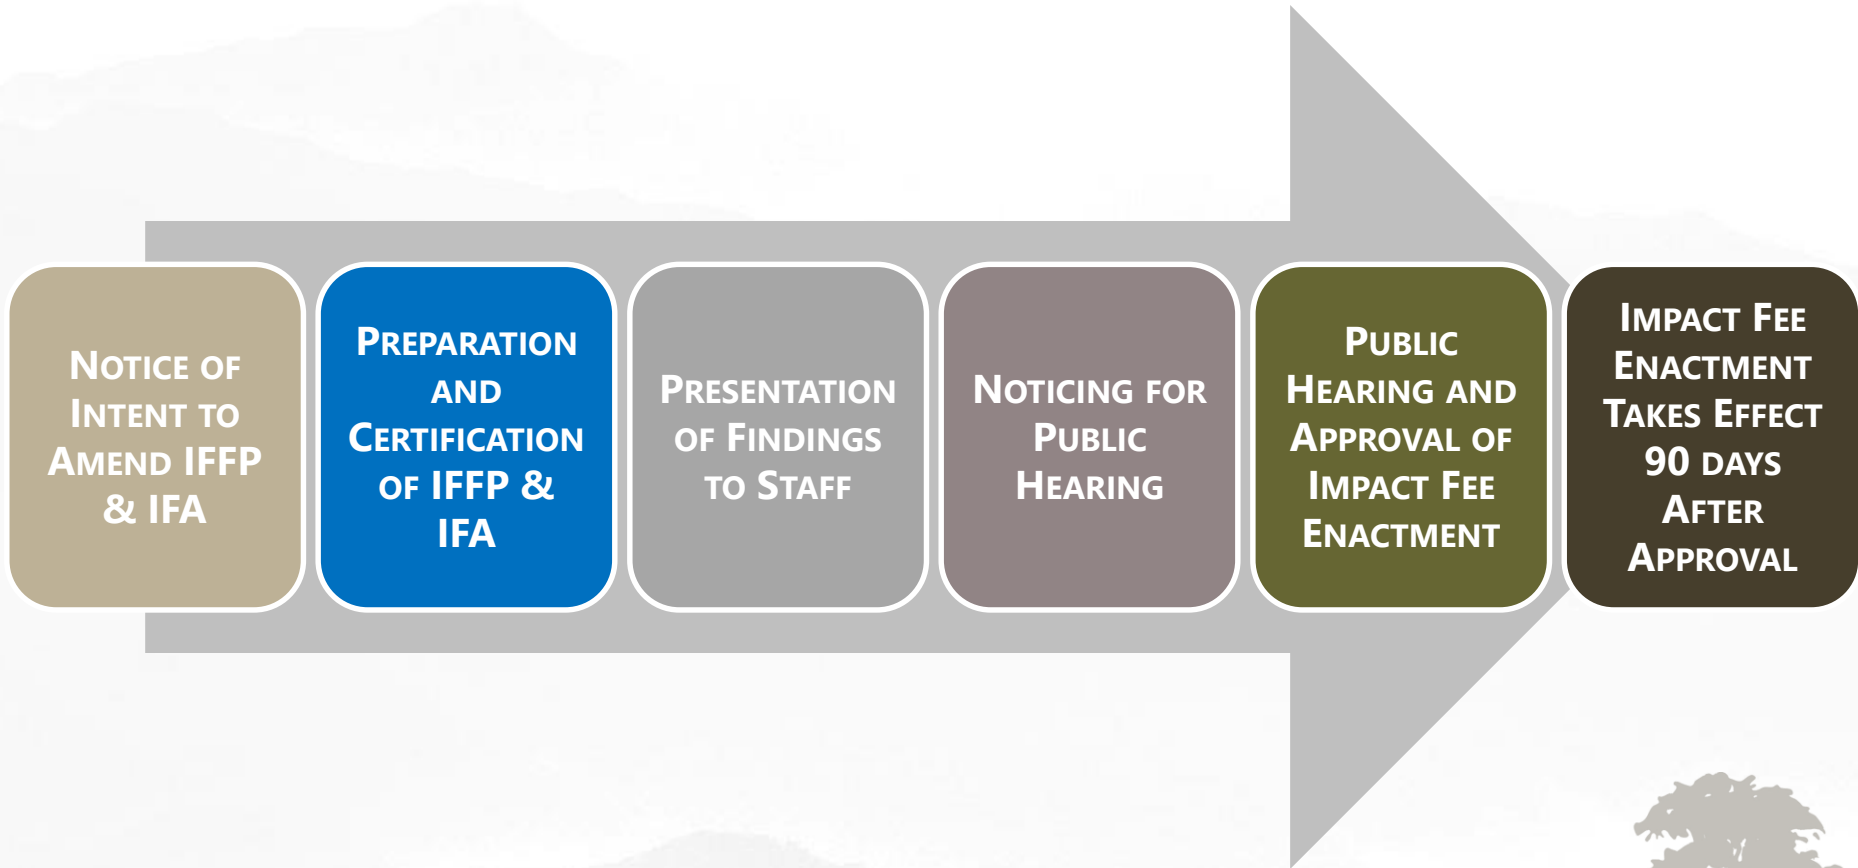 NOTICE OF
INTENT TO
AMEND IFFP
& IFA
PREPARATION
AND
CERTIFICATION
OF IFFP &
IFA
PRESENTATION
OF FINDINGS
TO STAFF
NOTICING FOR
PUBLIC
HEARING
PUBLIC
HEARING AND
APPROVAL OF
IMPACT FEE
ENACTMENT
IMPACT FEE
ENACTMENT
TAKES EFFECT
90 DAYS
AFTER
APPROVAL